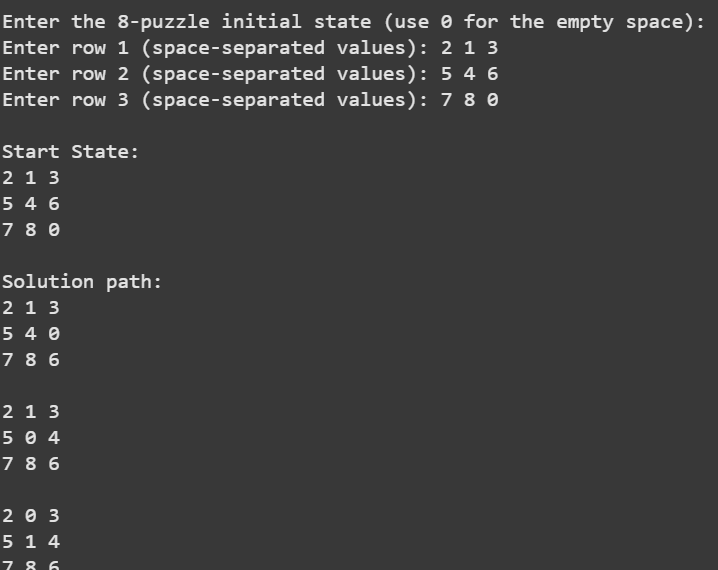 Enter the 8-puzzle initial state (use 0 for the empty space):
Enter row 1 (space-separated values): 2 1 3
Enter row 2 (space-separated values): 5 4 6
Enter row 3 (space-separated values): 7 8 0

Start State:
2 1 3
5 4 6
7 8 0

Solution path:
2 1 3
5 4 0
7 8 6

2 1 3
5 0 4
7 8 6

2 0 3
5 1 4
7 8 6